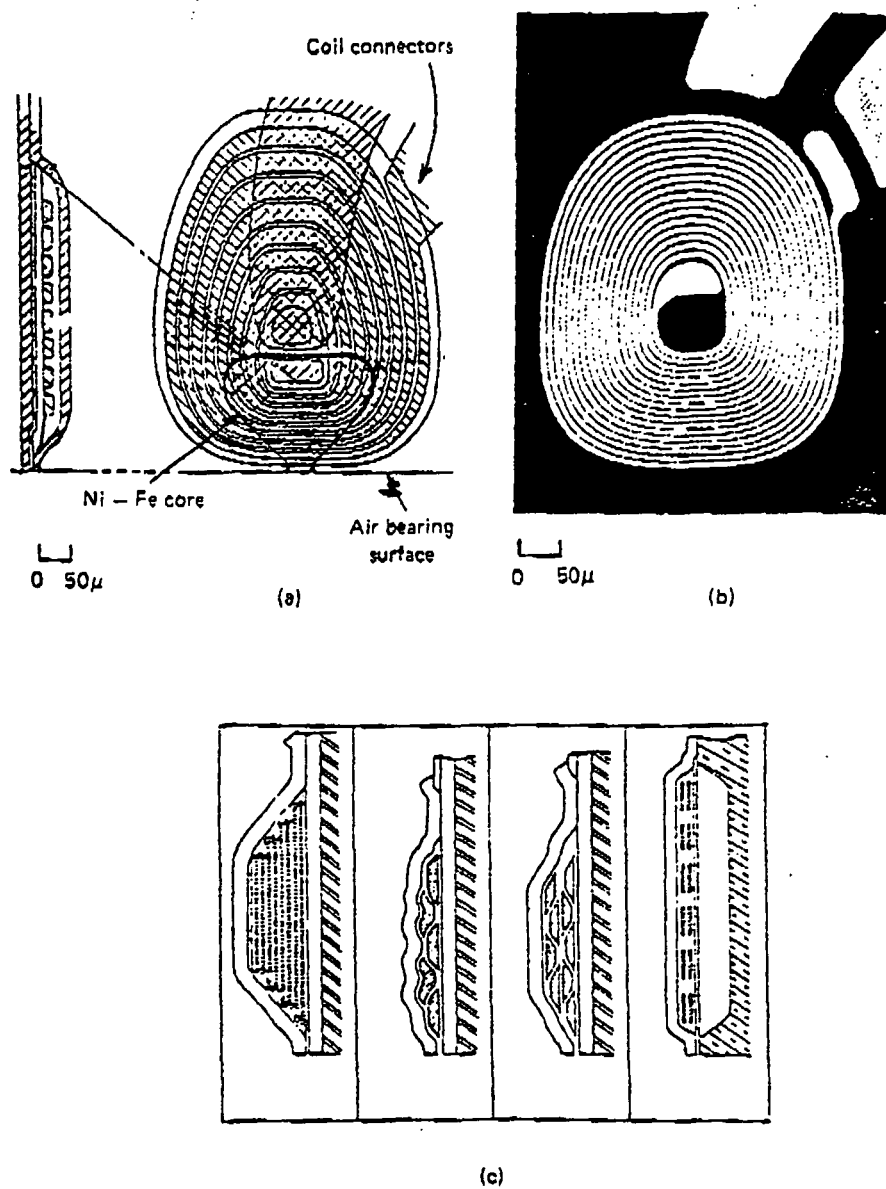 Coil connectors
Ni – Fe core
Air bearing
surface
0 50μ
(a)
0 50μ
(b)
(c)